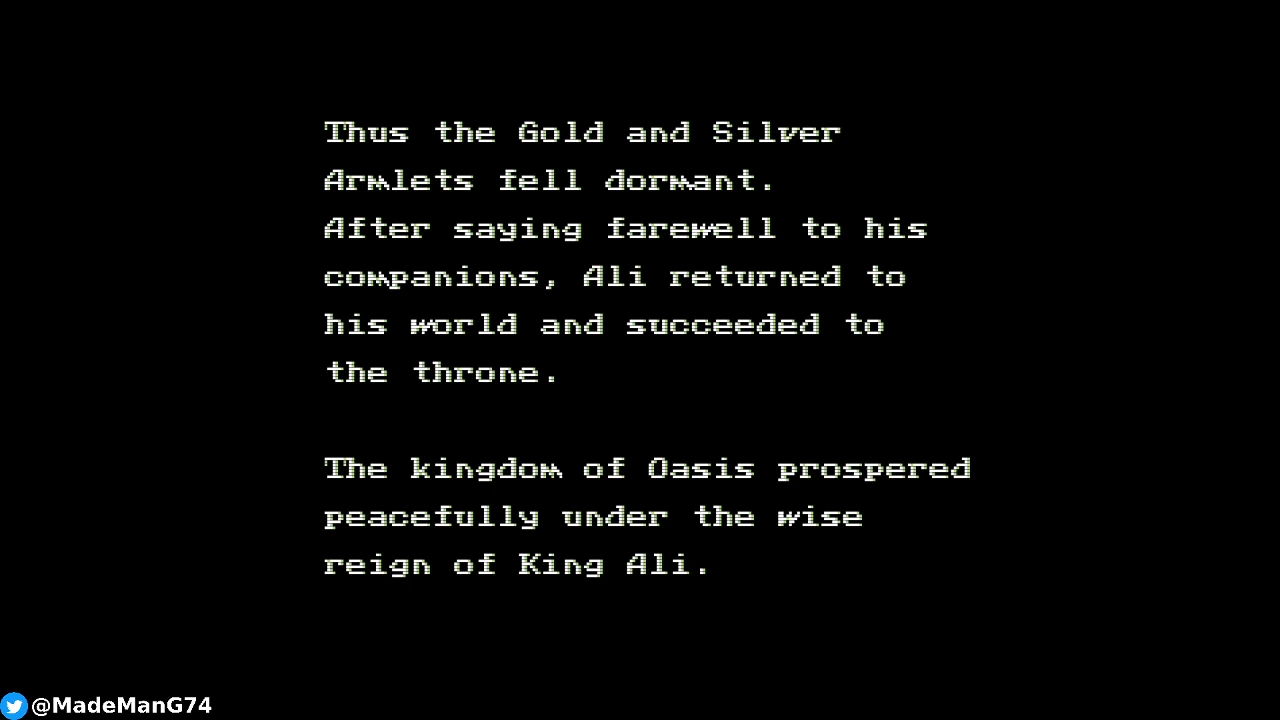 Thus the Gold and Silver
Armlets fell dormant.
After saying farewell to his
companions, Ali returned to
his world and succeeded to
the throne.
The kingdom of Oasis prospered
peacefully under the wise
reign of King Ali.
@MadeManG74